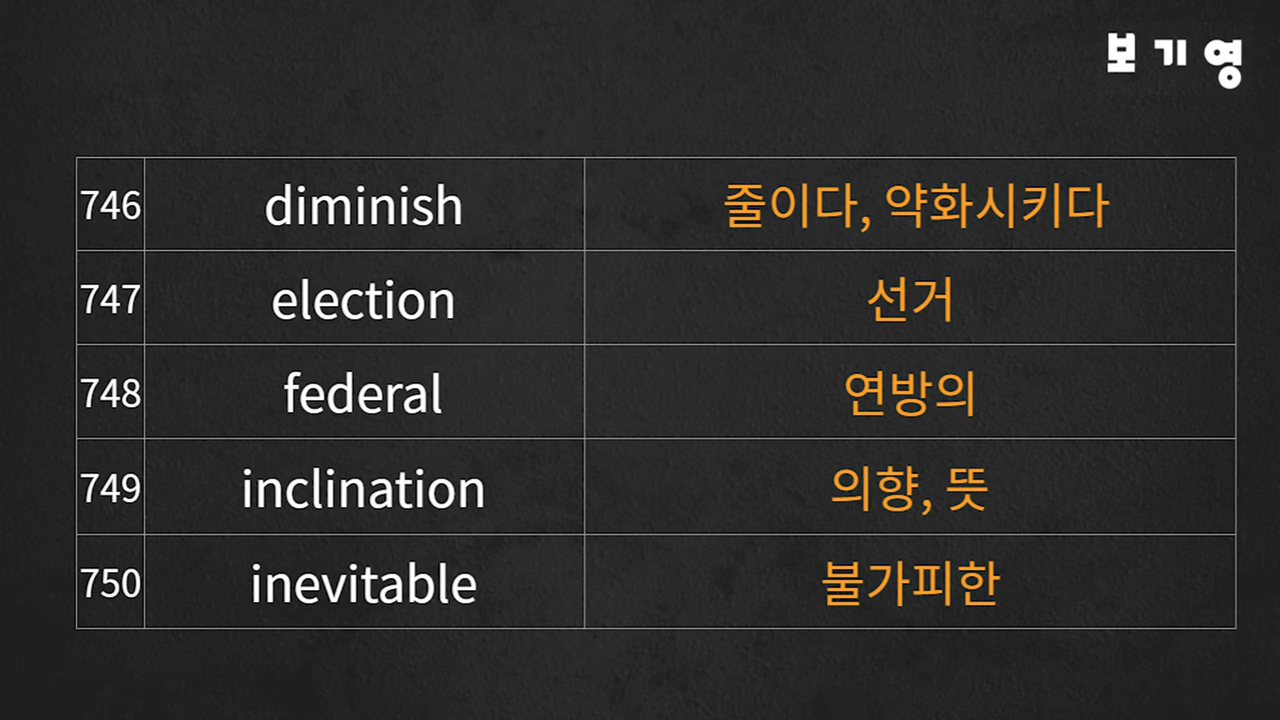 보기영
746 diminish 줄이다, 약화시키다
747 election 선거
748 federal 연방의
749 inclination 의향, 뜻
750 inevitable 불가피한